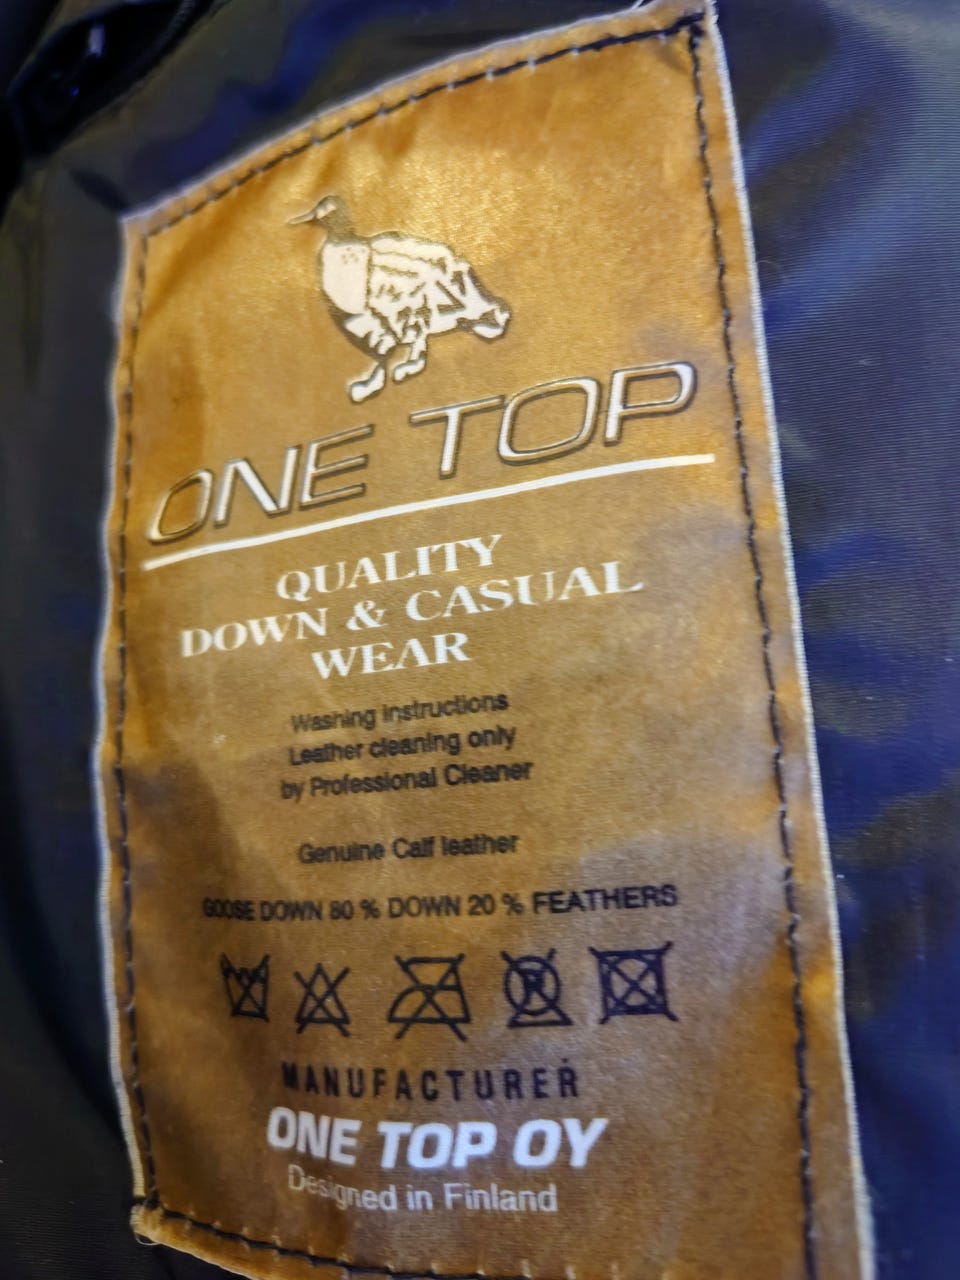 ONE TOP
QUALITY
DOWN & CASUAL
WEAR
Washing instructions
Leather cleaning only
by Professional Cleaner
Genuine Calf leather
GOOSE DOWN 80 % DOWN 20 % FEATHERS
MANUFACTURER
ONE TOP OY
Designed in Finland